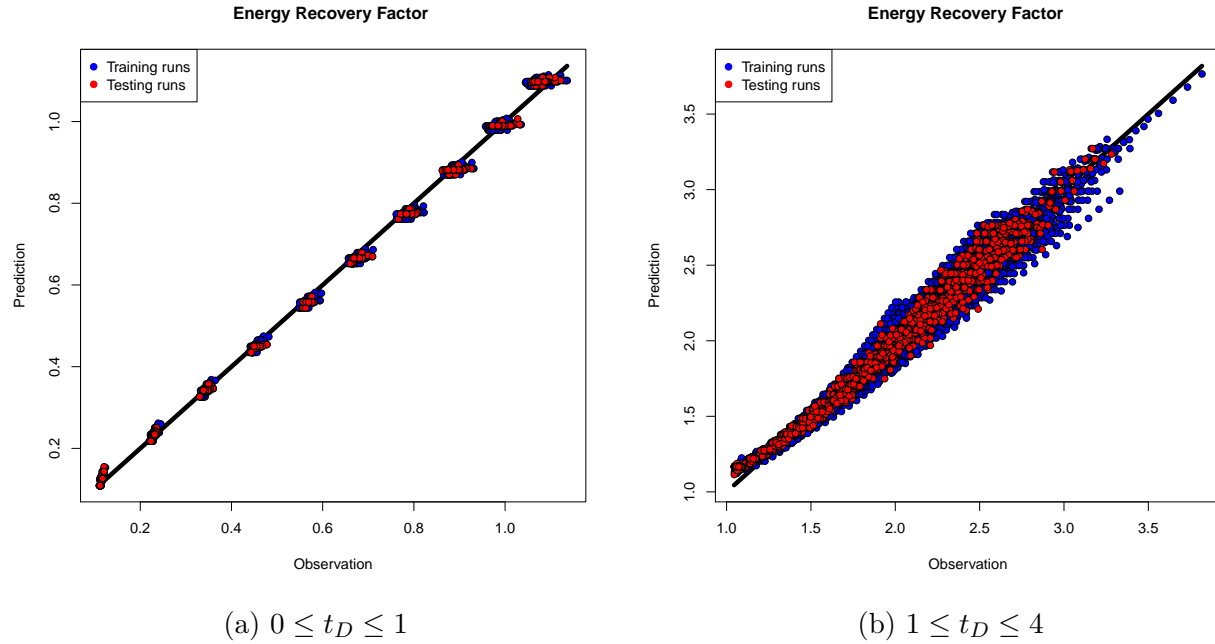 Energy Recovery Factor
Training runs
Testing runs
Prediction
0.2
0.4
0.6
0.8
1.0
0.2
0.4
0.6
0.8
1.0
Observation
(a) 0 ≤ t_D ≤ 1
Energy Recovery Factor
Training runs
Testing runs
Prediction
1.0
1.5
2.0
2.5
3.0
3.5
1.0
1.5
2.0
2.5
3.0
3.5
Observation
(b) 1 ≤ t_D ≤ 4